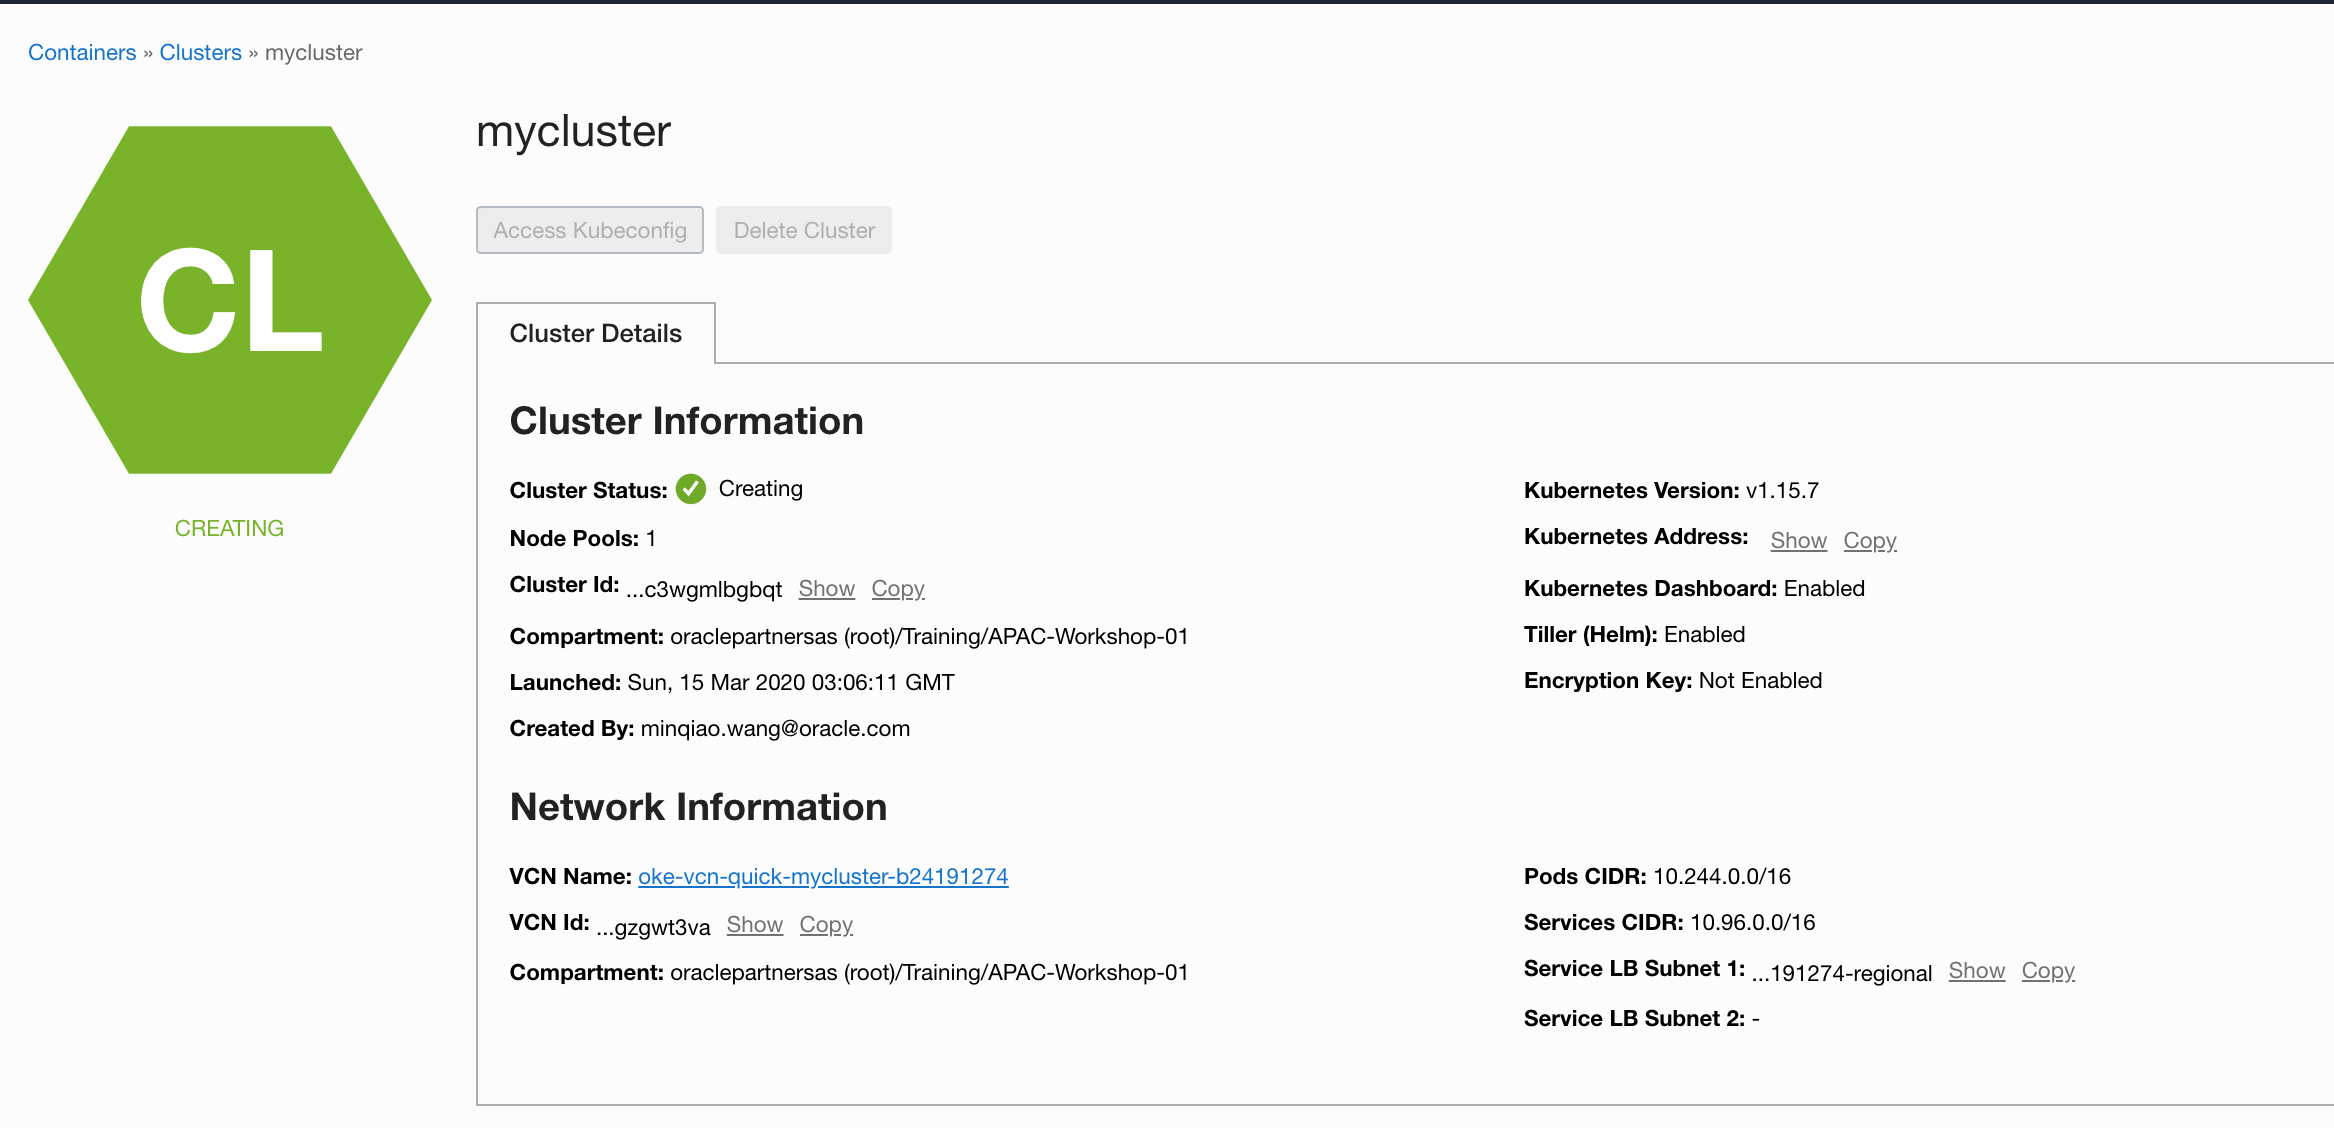 Containers » Clusters » mycluster
CL
CREATING
mycluster
Access Kubeconfig Delete Cluster
Cluster Details
Cluster Information
Cluster Status: Creating
Node Pools: 1
Cluster Id: ...c3wgmlbgbqt Show Copy
Compartment: oraclepartnersas (root)/Training/APAC-Workshop-01
Launched: Sun, 15 Mar 2020 03:06:11 GMT
Created By: minqiao.wang@oracle.com
Kubernetes Version: v1.15.7
Kubernetes Address: Show Copy
Kubernetes Dashboard: Enabled
Tiller (Helm): Enabled
Encryption Key: Not Enabled
Network Information
VCN Name: oke-vcn-quick-mycluster-b24191274
VCN Id: ...gzgwt3va Show Copy
Compartment: oraclepartnersas (root)/Training/APAC-Workshop-01
Pods CIDR: 10.244.0.0/16
Services CIDR: 10.96.0.0/16
Service LB Subnet 1: ...191274-regional Show Copy
Service LB Subnet 2: -